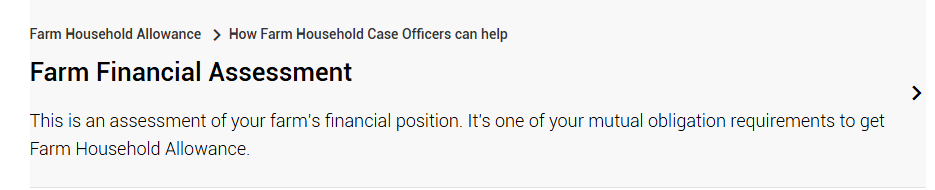 Farm Household Allowance > How Farm Household Case Officers can help
Farm Financial Assessment
This is an assessment of your farm's financial position. It's one of your mutual obligation requirements to get
Farm Household Allowance.